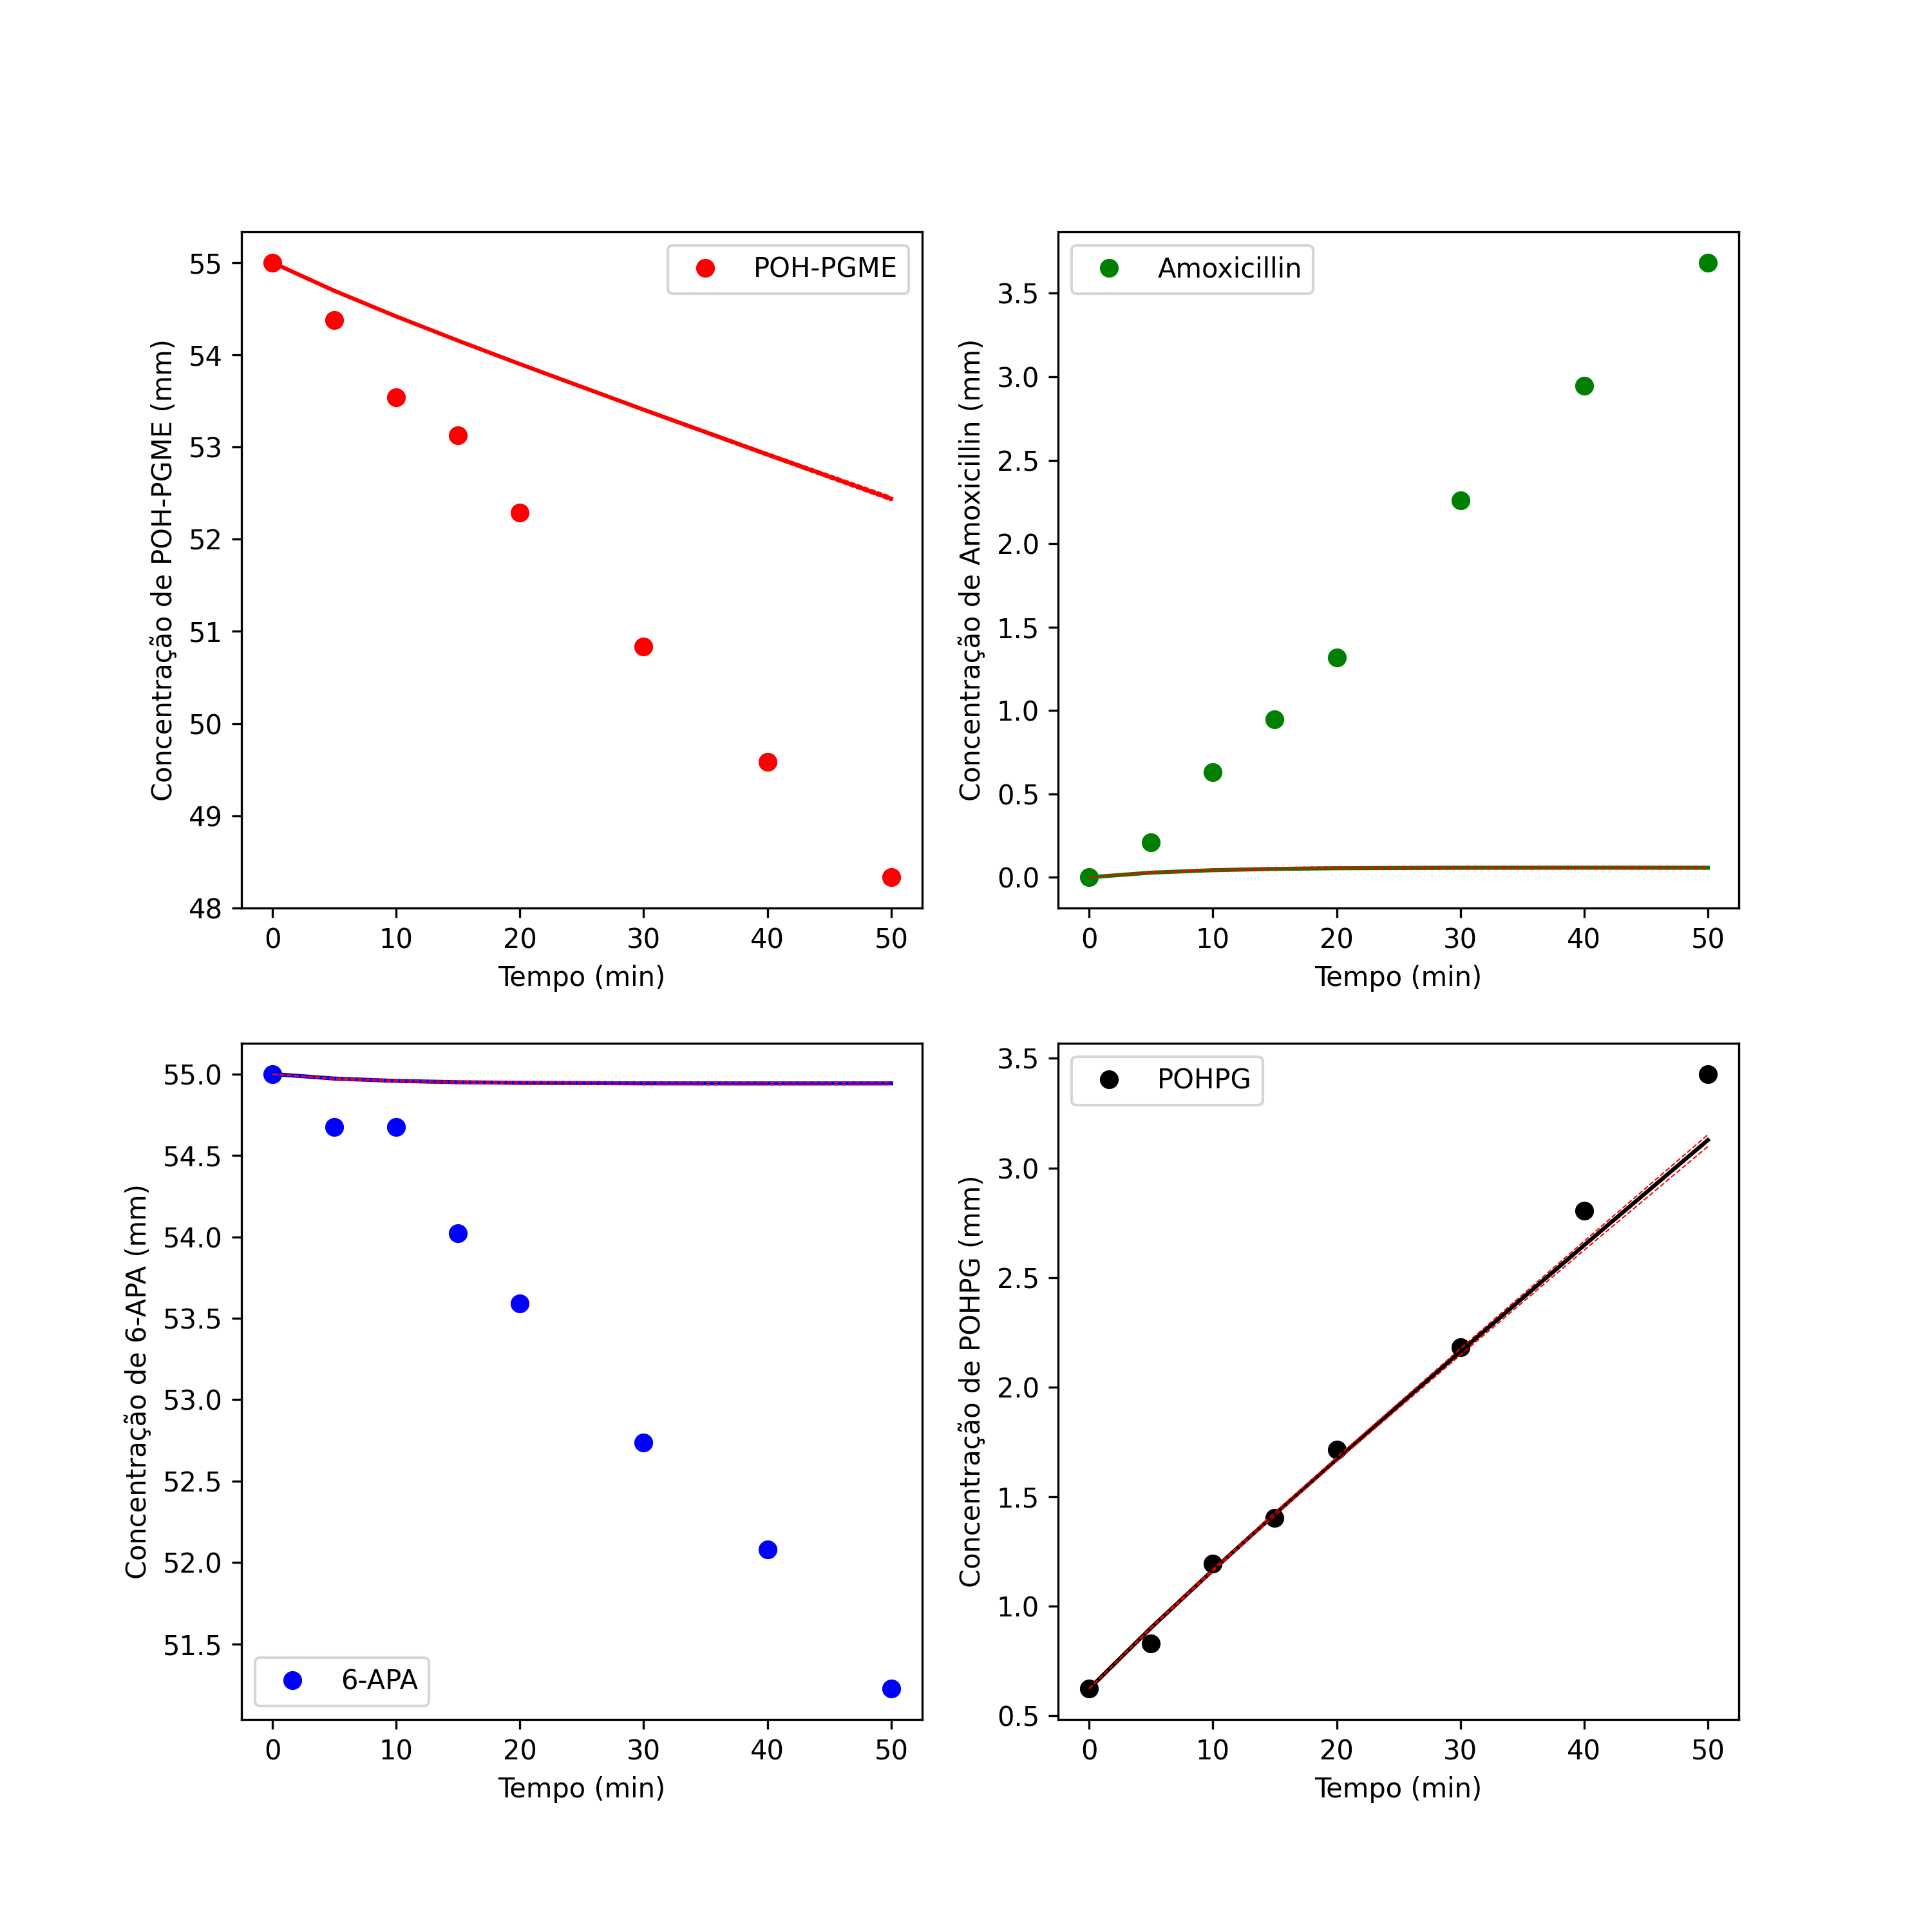 POH-PGME
55
54
53
52
51
50
49
48
Concentração de POH-PGME (mm)
0 10 20 30 40 50
Tempo (min)
Amoxicillin
3.5
3.0
2.5
2.0
1.5
1.0
0.5
0.0
Concentração de Amoxicillin (mm)
0 10 20 30 40 50
Tempo (min)
55.0
54.5
54.0
53.5
53.0
52.5
52.0
51.5
Concentração de 6-APA (mm)
6-APA
0 10 20 30 40 50
Tempo (min)
POHPG
3.5
3.0
2.5
2.0
1.5
1.0
0.5
Concentração de POHPG (mm)
0 10 20 30 40 50
Tempo (min)